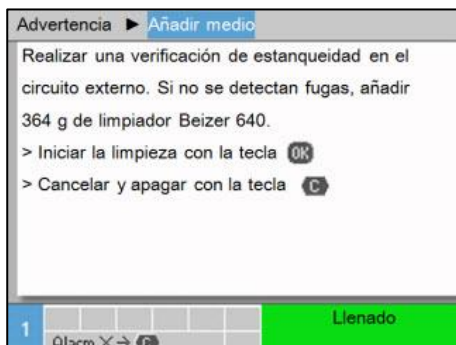 Advertencia ► Añadir medio
Realizar una verificación de estanqueidad en el
circuito externo. Si no se detectan fugas, añadir
364 g de limpiador Beizer 640.
> Iniciar la limpieza con la tecla OK
> Cancelar y apagar con la tecla C
1
Llenado
Alarm X → C